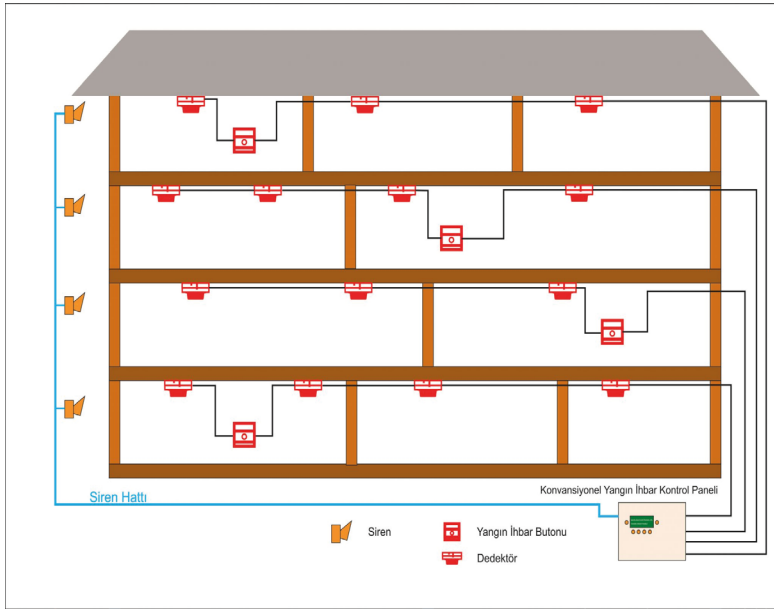 Siren Hattı
Konvansiyonel Yangın İhbar Kontrol Paneli
Siren
Yangın İhbar Butonu
Dedektör